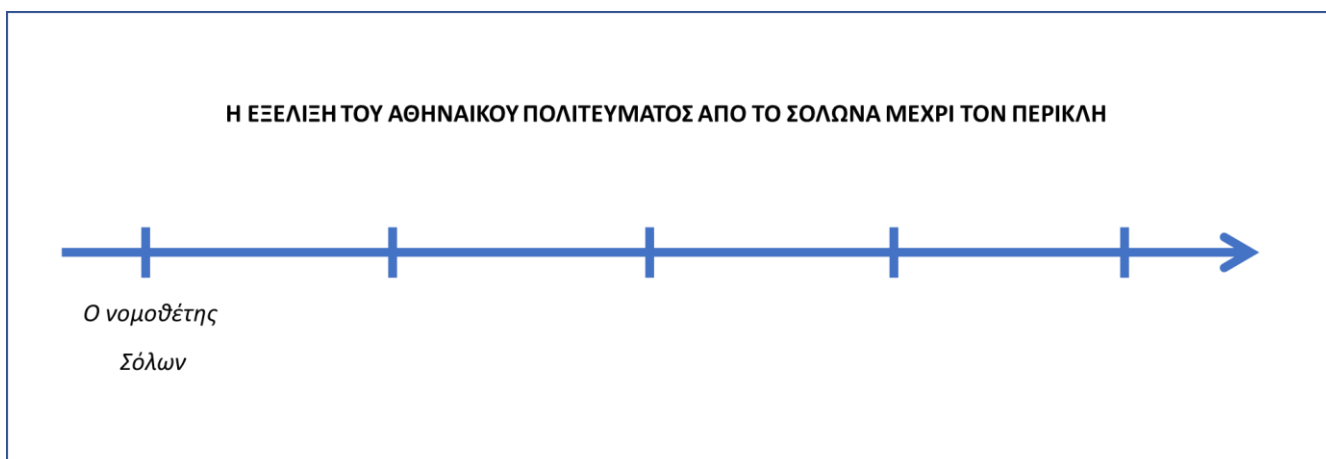 Η ΕΞΕΛΙΞΗ ΤΟΥ ΑΘΗΝΑΙΚΟΥ ΠΟΛΙΤΕΥΜΑΤΟΣ ΑΠΟ ΤΟ ΣΟΛΩΝΑ ΜΕΧΡΙ ΤΟΝ ΠΕΡΙΚΛΗ
Ο νομοθέτης
Σόλων